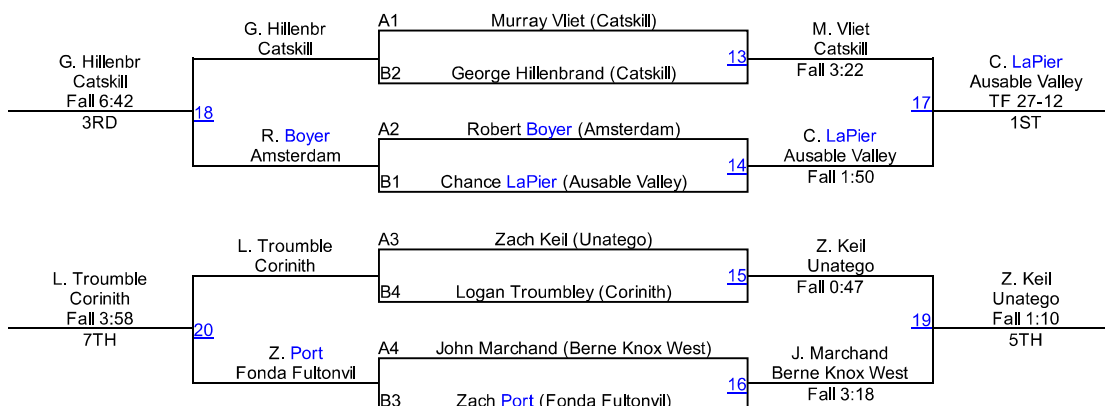 A1
Murray Vliet (Catskill)
G. Hillenbr
Catskill
M. Vliet
Catskill
13
Fall 3:22
B2
George Hillenbrand (Catskill)
G. Hillenbr
Catskill
Fall 6:42
18
3RD
C. LaPier
Ausable Valley
17
TF 27-12
1ST
A2
Robert Boyer (Amsterdam)
R. Boyer
Amsterdam
C. LaPier
Ausable Valley
14
Fall 1:50
B1
Chance LaPier (Ausable Valley)
A3
Zach Keil (Unatego)
L. Troumble
Corinith
Z. Keil
Unatego
15
Fall 0:47
B4
Logan Troumbley (Corinith)
L. Troumble
Corinith
Fall 3:58
20
7TH
Z. Keil
Unatego
19
Fall 1:10
5TH
A4
John Marchand (Berne Knox West)
Z. Port
Fonda Fultonvil
J. Marchand
Berne Knox West
16
Fall 3:18
B3
Zach Port (Fonda Fultonvil)